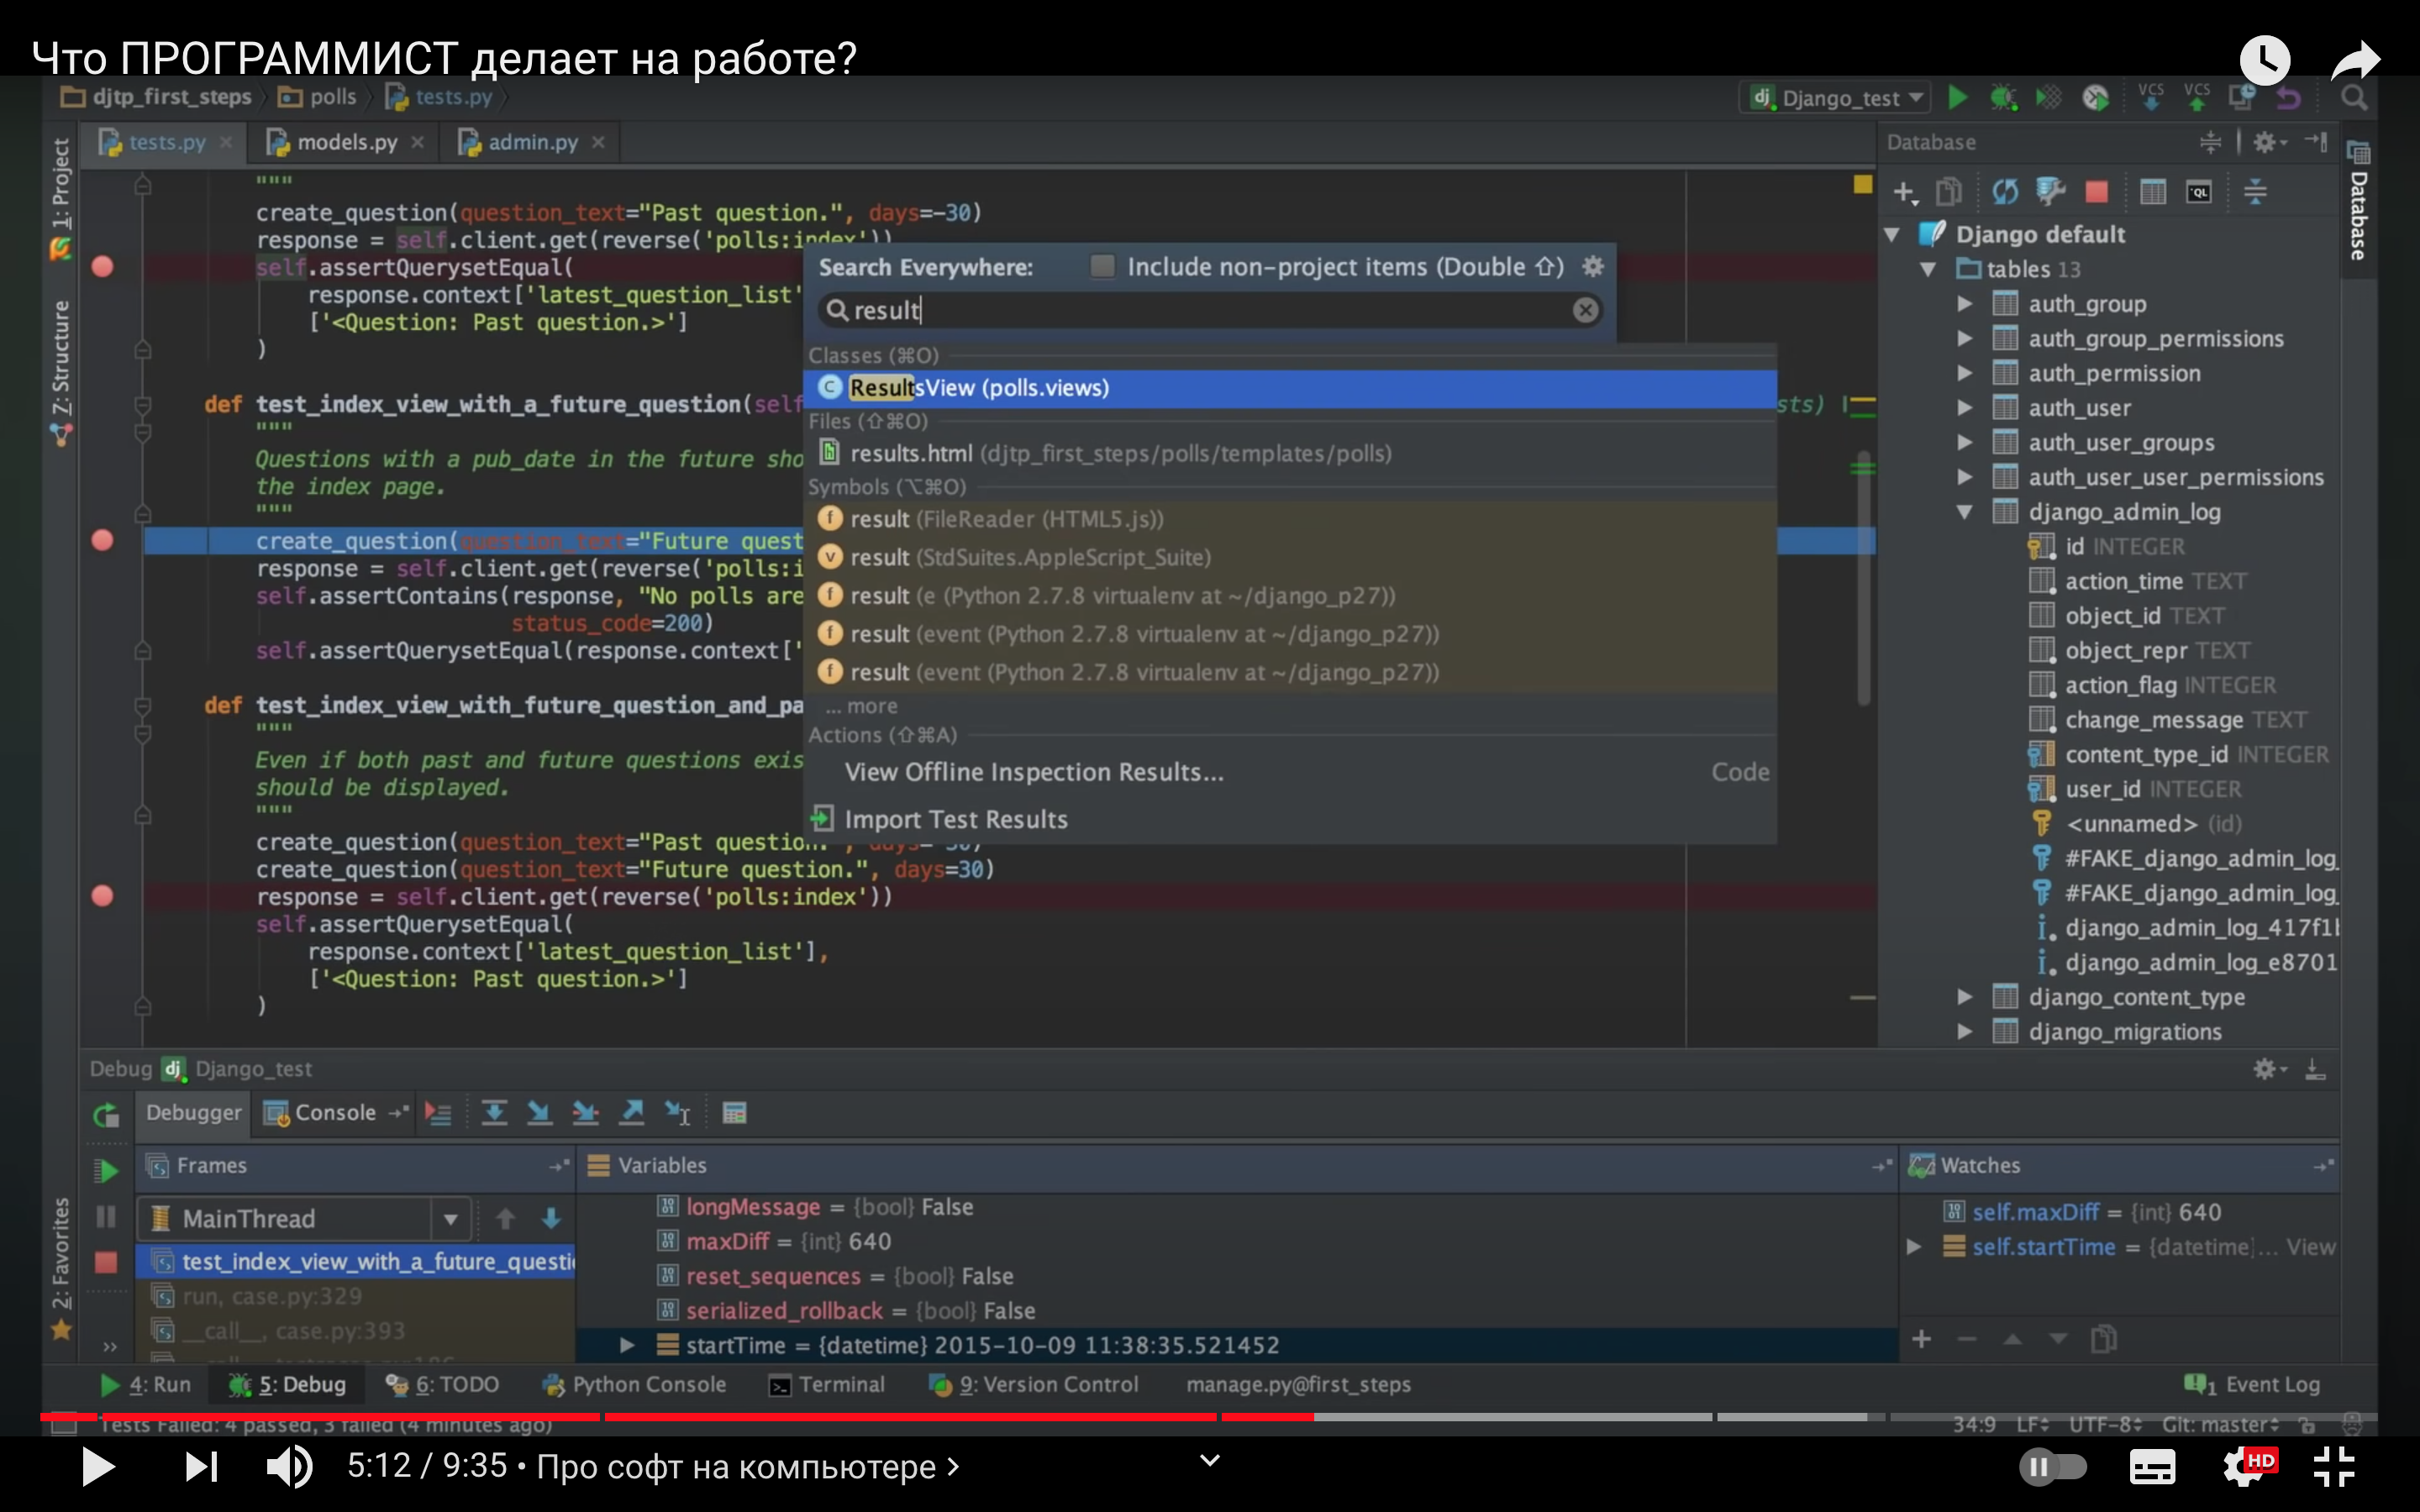 Что ПРОГРАММИСТ делает на работе?
djtp_first_steps polls tests.py
Django_test
VCS VCS
tests.py models.py admin.py
Database
1: Project
Z: Structure
2: Favorites
Database
"""
create_question(question_text="Past question.", days=-30)
response = self.client.get(reverse('polls:index'))
self.assertQuerysetEqual(
response.context['latest_question_list'
['<Question: Past question.>']
)
def test_index_view_with_a_future_question(self
sts)
"""
Questions with a pub_date in the future sho
the index page.
"""
create_question(question_text="Future quest
response = self.client.get(reverse('polls:i
self.assertContains(response, "No polls are
status_code=200)
self.assertQuerysetEqual(response.context['
def test_index_view_with_future_question_and_pa
"""
Even if both past and future questions exis
should be displayed.
"""
create_question(question_text="Past question.", days=-30)
create_question(question_text="Future question.", days=30)
response = self.client.get(reverse('polls:index'))
self.assertQuerysetEqual(
response.context['latest_question_list'],
['<Question: Past question.>']
)
Search Everywhere: Include non-project items (Double ⇧)
result
Classes (⌘O)
C ResultsView (polls.views)
Files (⇧⌘O)
results.html (djtp_first_steps/polls/templates/polls)
Symbols (⌥⌘O)
f result (FileReader (HTML5.js))
v result (StdSuites.AppleScript_Suite)
f result (e (Python 2.7.8 virtualenv at ~/django_p27))
f result (event (Python 2.7.8 virtualenv at ~/django_p27))
f result (event (Python 2.7.8 virtualenv at ~/django_p27))
... more
Actions (⇧⌘A)
View Offline Inspection Results... Code
Import Test Results
Django default
tables 13
auth_group
auth_group_permissions
auth_permission
auth_user
auth_user_groups
auth_user_user_permissions
django_admin_log
id INTEGER
action_time TEXT
object_id TEXT
object_repr TEXT
action_flag INTEGER
change_message TEXT
content_type_id INTEGER
user_id INTEGER
<unnamed> (id)
#FAKE_django_admin_log_
#FAKE_django_admin_log_
django_admin_log_417f1b
django_admin_log_e8701
django_content_type
django_migrations
Debug Django_test
Debugger Console
Frames
MainThread
test_index_view_with_a_future_questi
run, case.py:329
__call__, case.py:393
Variables
longMessage = {bool} False
maxDiff = {int} 640
reset_sequences = {bool} False
serialized_rollback = {bool} False
startTime = {datetime} 2015-10-09 11:38:35.521452
Watches
self.maxDiff = {int} 640
self.startTime = {datetime}... View
4: Run 5: Debug 6: TODO Python Console Terminal 9: Version Control manage.py@first_steps 1 Event Log
Tests Failed: 4 passed, 3 failed (4 minutes ago) 34:9 LF UTF-8 Git: master
5:12 / 9:35 • Про софт на компьютере ›
HD